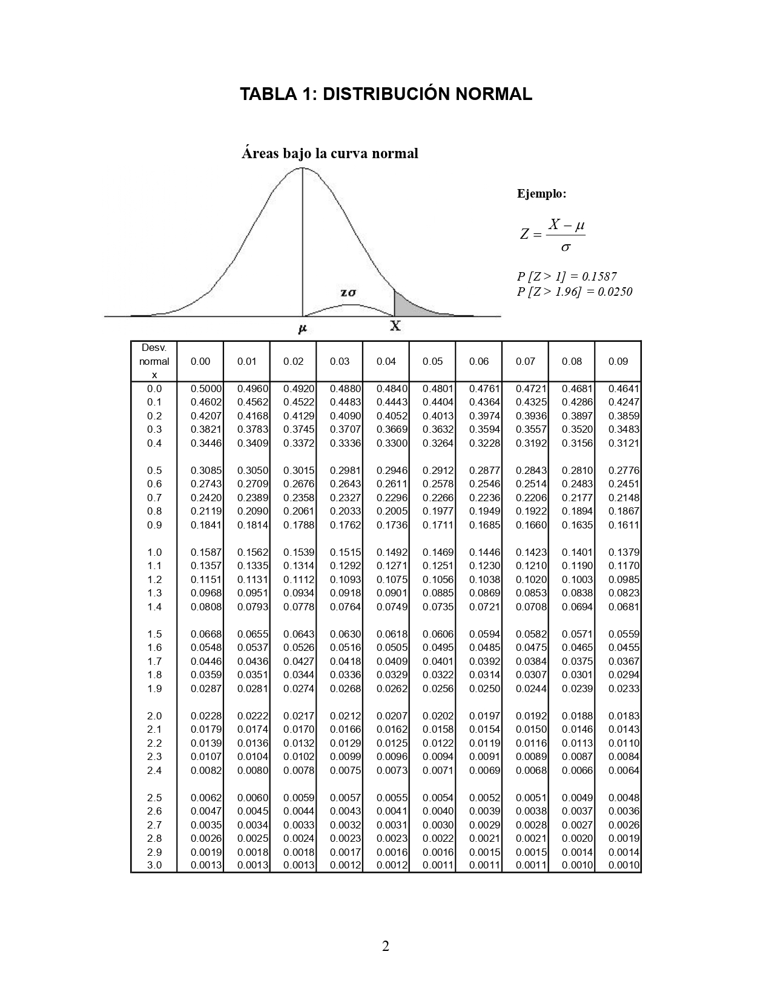 TABLA 1: DISTRIBUCIÓN NORMAL
Áreas bajo la curva normal
Ejemplo:
Z = X − μ / σ
P [Z > 1] = 0.1587
P [Z > 1.96] = 0.0250
zσ
μ X
Desv. normal x 0.00 0.01 0.02 0.03 0.04 0.05 0.06 0.07 0.08 0.09
0.0 0.5000 0.4960 0.4920 0.4880 0.4840 0.4801 0.4761 0.4721 0.4681 0.4641
0.1 0.4602 0.4562 0.4522 0.4483 0.4443 0.4404 0.4364 0.4325 0.4286 0.4247
0.2 0.4207 0.4168 0.4129 0.4090 0.4052 0.4013 0.3974 0.3936 0.3897 0.3859
0.3 0.3821 0.3783 0.3745 0.3707 0.3669 0.3632 0.3594 0.3557 0.3520 0.3483
0.4 0.3446 0.3409 0.3372 0.3336 0.3300 0.3264 0.3228 0.3192 0.3156 0.3121
0.5 0.3085 0.3050 0.3015 0.2981 0.2946 0.2912 0.2877 0.2843 0.2810 0.2776
0.6 0.2743 0.2709 0.2676 0.2643 0.2611 0.2578 0.2546 0.2514 0.2483 0.2451
0.7 0.2420 0.2389 0.2358 0.2327 0.2296 0.2266 0.2236 0.2206 0.2177 0.2148
0.8 0.2119 0.2090 0.2061 0.2033 0.2005 0.1977 0.1949 0.1922 0.1894 0.1867
0.9 0.1841 0.1814 0.1788 0.1762 0.1736 0.1711 0.1685 0.1660 0.1635 0.1611
1.0 0.1587 0.1562 0.1539 0.1515 0.1492 0.1469 0.1446 0.1423 0.1401 0.1379
1.1 0.1357 0.1335 0.1314 0.1292 0.1271 0.1251 0.1230 0.1210 0.1190 0.1170
1.2 0.1151 0.1131 0.1112 0.1093 0.1075 0.1056 0.1038 0.1020 0.1003 0.0985
1.3 0.0968 0.0951 0.0934 0.0918 0.0901 0.0885 0.0869 0.0853 0.0838 0.0823
1.4 0.0808 0.0793 0.0778 0.0764 0.0749 0.0735 0.0721 0.0708 0.0694 0.0681
1.5 0.0668 0.0655 0.0643 0.0630 0.0618 0.0606 0.0594 0.0582 0.0571 0.0559
1.6 0.0548 0.0537 0.0526 0.0516 0.0505 0.0495 0.0485 0.0475 0.0465 0.0455
1.7 0.0446 0.0436 0.0427 0.0418 0.0409 0.0401 0.0392 0.0384 0.0375 0.0367
1.8 0.0359 0.0351 0.0344 0.0336 0.0329 0.0322 0.0314 0.0307 0.0301 0.0294
1.9 0.0287 0.0281 0.0274 0.0268 0.0262 0.0256 0.0250 0.0244 0.0239 0.0233
2.0 0.0228 0.0222 0.0217 0.0212 0.0207 0.0202 0.0197 0.0192 0.0188 0.0183
2.1 0.0179 0.0174 0.0170 0.0166 0.0162 0.0158 0.0154 0.0150 0.0146 0.0143
2.2 0.0139 0.0136 0.0132 0.0129 0.0125 0.0122 0.0119 0.0116 0.0113 0.0110
2.3 0.0107 0.0104 0.0102 0.0099 0.0096 0.0094 0.0091 0.0089 0.0087 0.0084
2.4 0.0082 0.0080 0.0078 0.0075 0.0073 0.0071 0.0069 0.0068 0.0066 0.0064
2.5 0.0062 0.0060 0.0059 0.0057 0.0055 0.0054 0.0052 0.0051 0.0049 0.0048
2.6 0.0047 0.0045 0.0044 0.0043 0.0041 0.0040 0.0039 0.0038 0.0037 0.0036
2.7 0.0035 0.0034 0.0033 0.0032 0.0031 0.0030 0.0029 0.0028 0.0027 0.0026
2.8 0.0026 0.0025 0.0024 0.0023 0.0023 0.0022 0.0021 0.0021 0.0020 0.0019
2.9 0.0019 0.0018 0.0018 0.0017 0.0016 0.0016 0.0015 0.0015 0.0014 0.0014
3.0 0.0013 0.0013 0.0013 0.0012 0.0012 0.0011 0.0011 0.0011 0.0010 0.0010
2